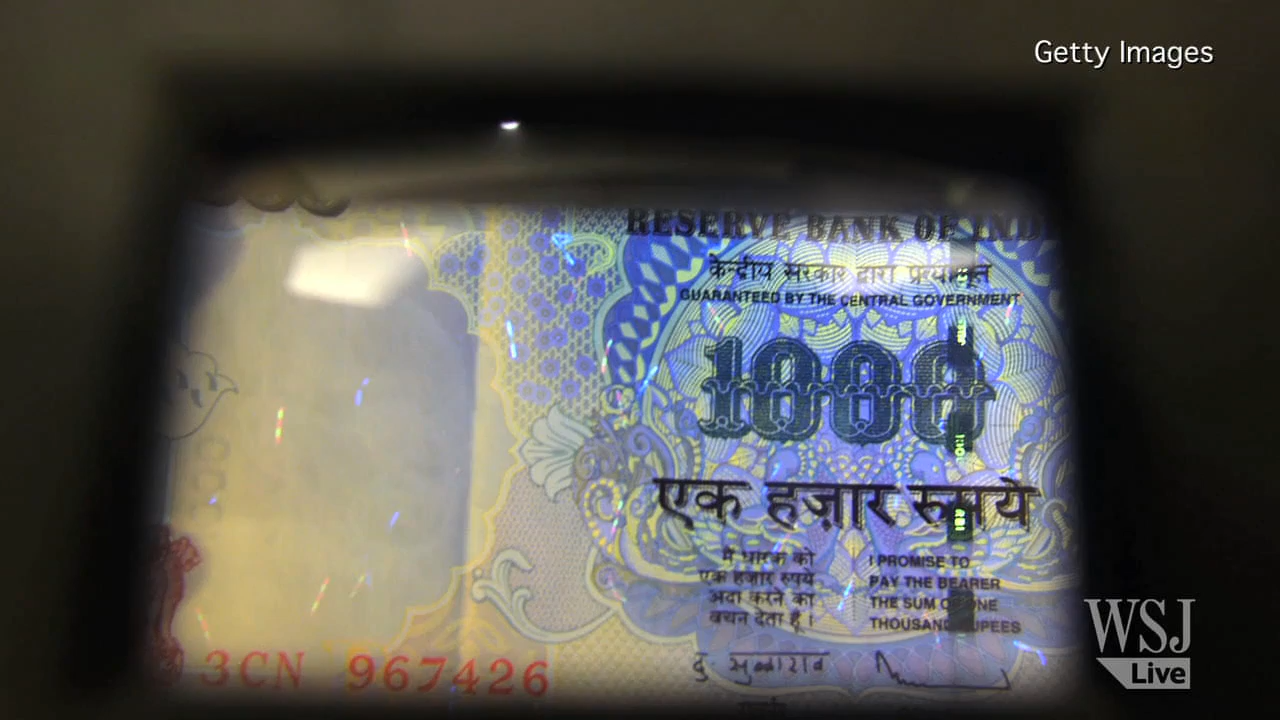 Getty Images
RESERVE BANK OF IND
केन्द्रीय सरकार द्वारा प्रत्याभूत
GUARANTEED BY THE CENTRAL GOVERNMENT
1000
एक हज़ार रुपये
मैं धारक को
एक हज़ार रुपये
अदा करने का
वचन देता हूँ।
I PROMISE TO
PAY THE BEARER
THE SUM OF ONE
THOUSAND RUPEES
3CN 967426
WSJ
Live